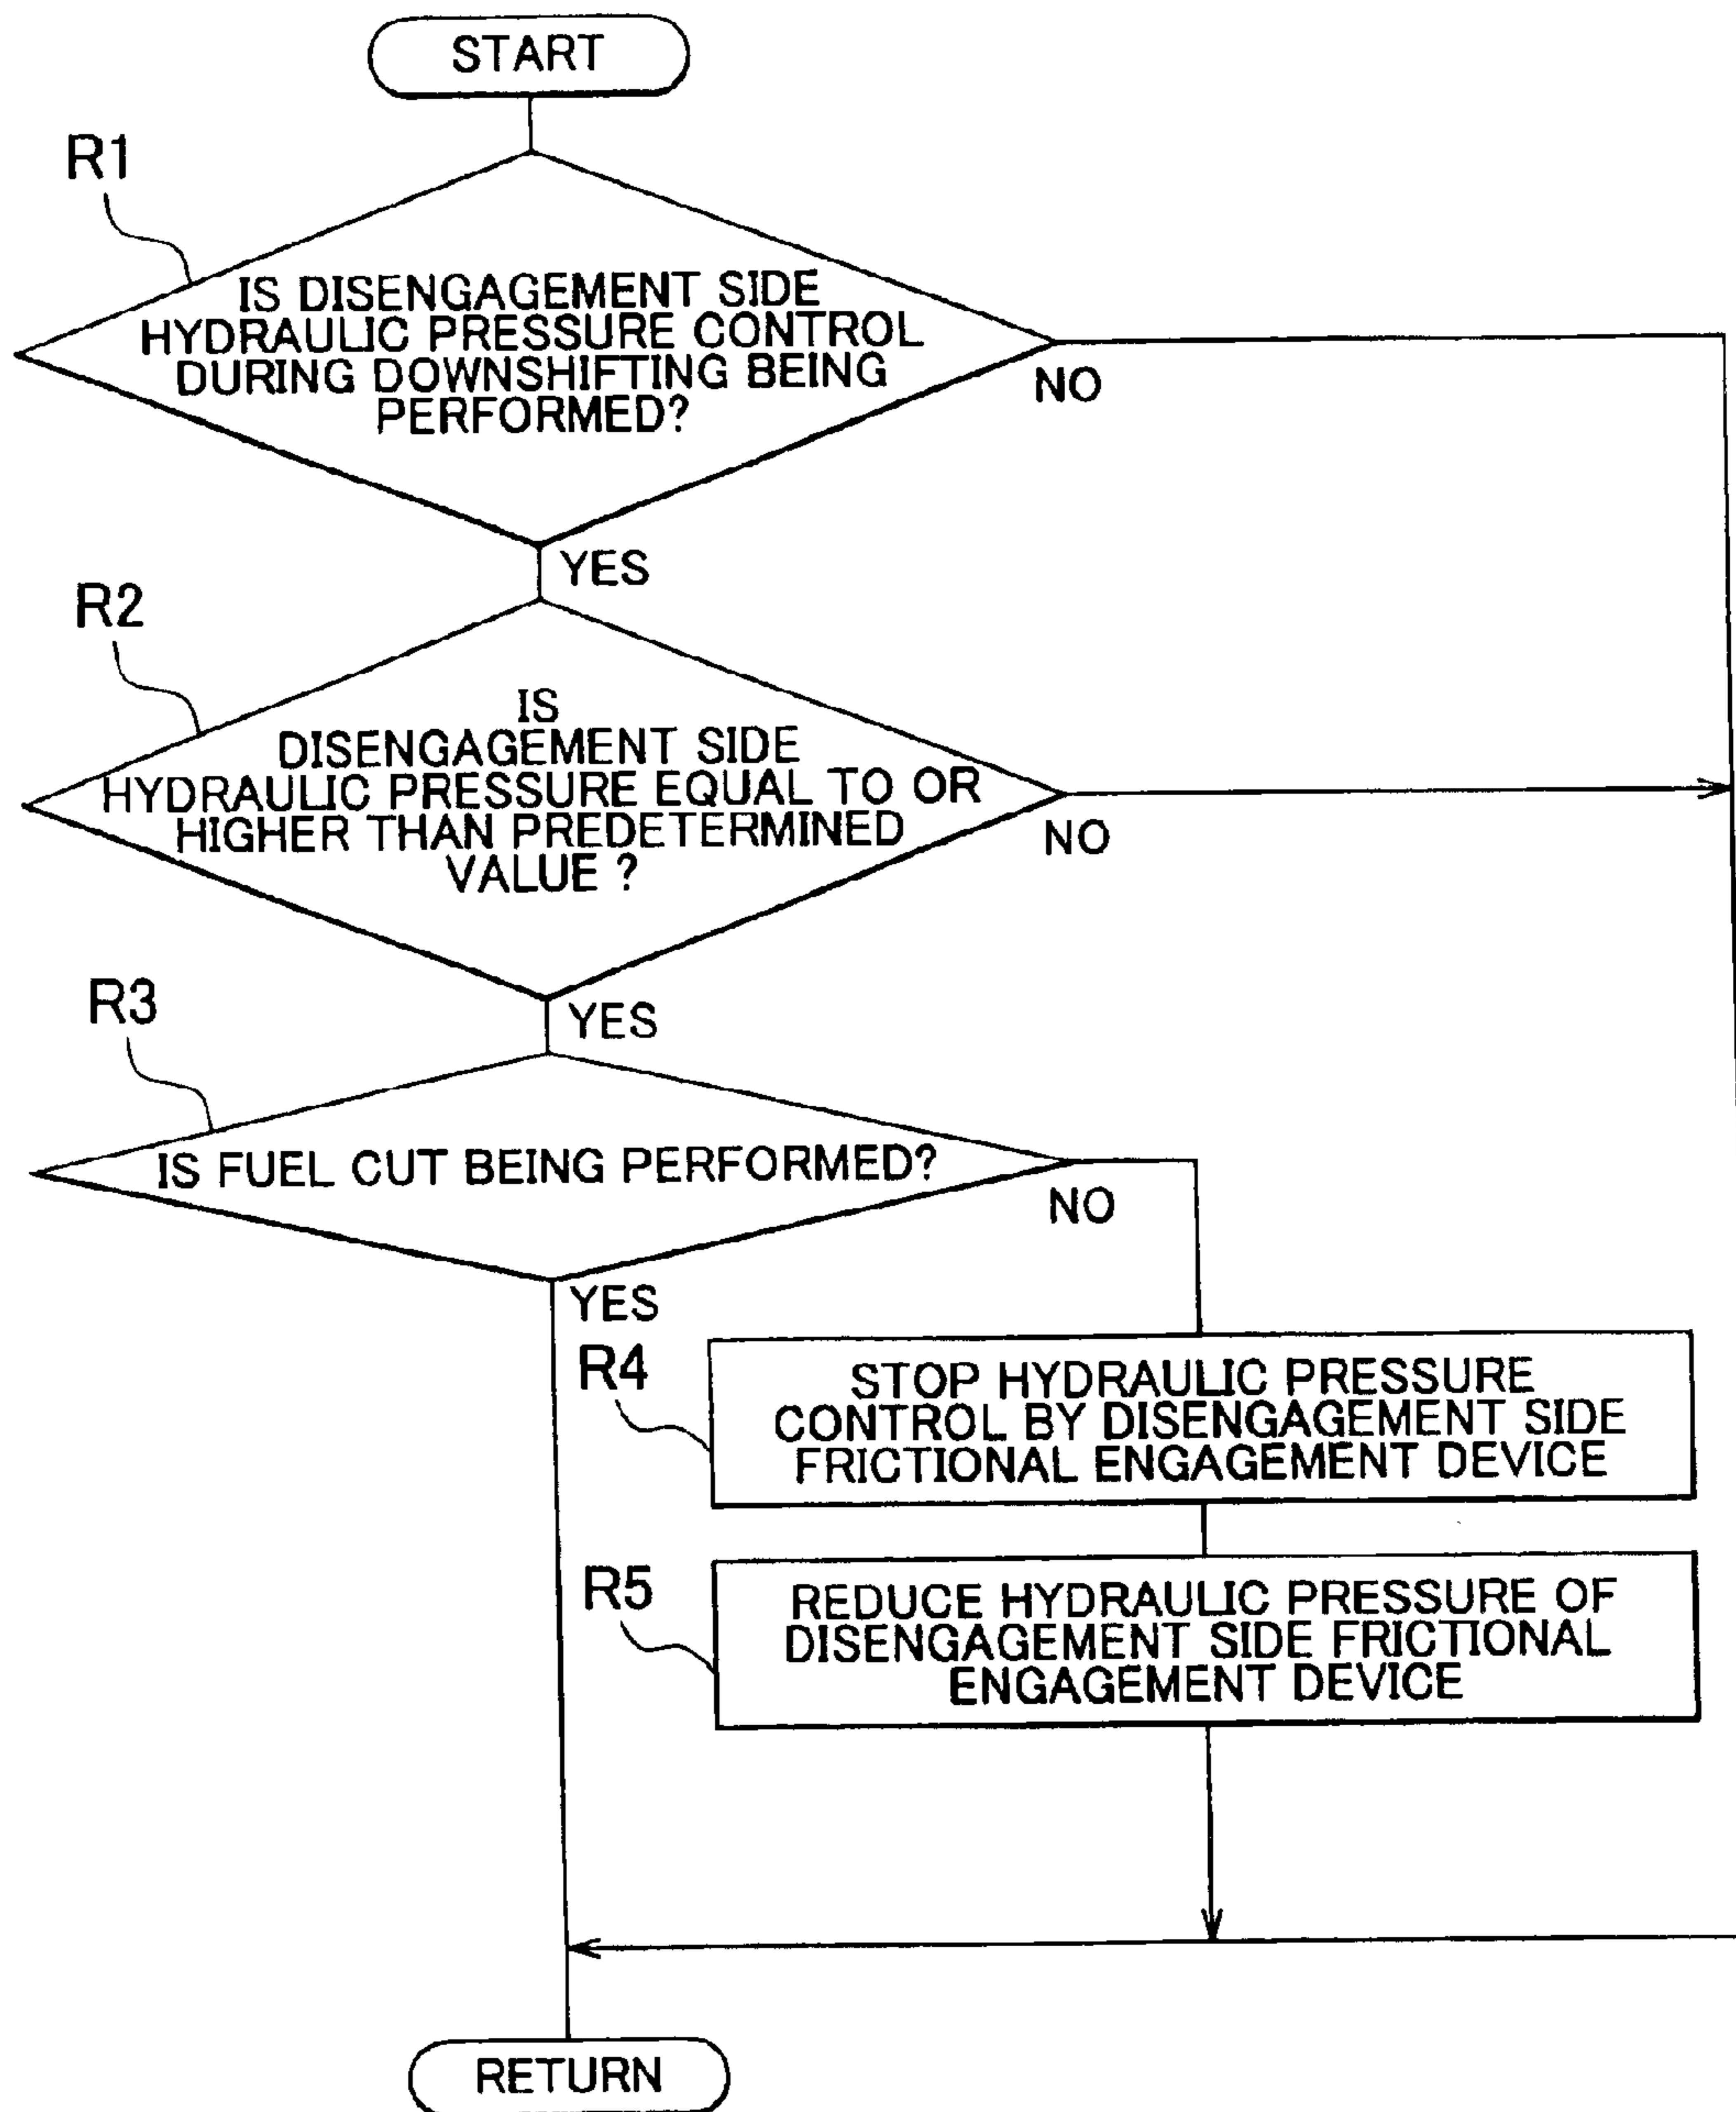 START
R1
IS DISENGAGEMENT SIDE
HYDRAULIC PRESSURE CONTROL
DURING DOWNSHIFTING BEING
PERFORMED?
NO
YES
R2
IS
DISENGAGEMENT SIDE
HYDRAULIC PRESSURE EQUAL TO OR
HIGHER THAN PREDETERMINED
VALUE ?
NO
YES
R3
IS FUEL CUT BEING PERFORMED?
NO
YES
R4
STOP HYDRAULIC PRESSURE
CONTROL BY DISENGAGEMENT SIDE
FRICTIONAL ENGAGEMENT DEVICE
R5
REDUCE HYDRAULIC PRESSURE OF
DISENGAGEMENT SIDE FRICTIONAL
ENGAGEMENT DEVICE
RETURN